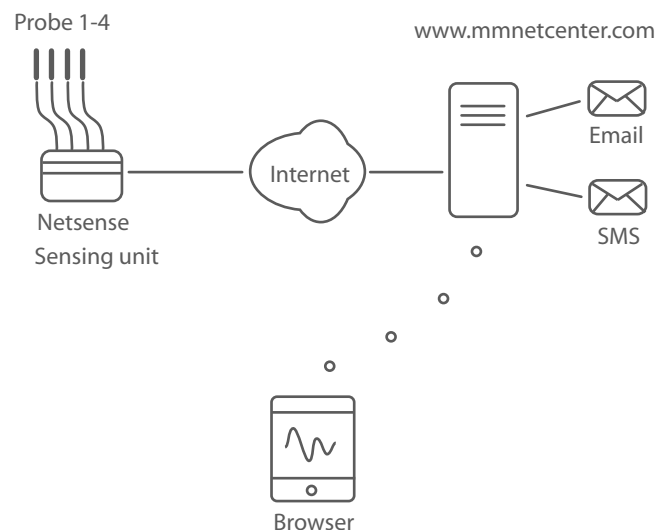 Probe 1-4
www.mmnetcenter.com
Email
Internet
SMS
Netsense
Sensing unit
Browser